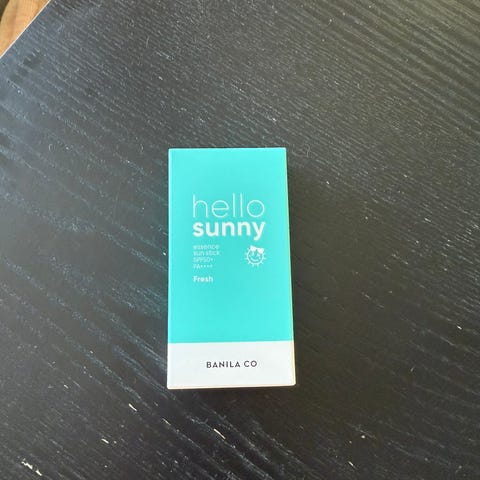 hello
sunny
essence
sun stick
SPF50+
PA++++
Fresh
BANILA CO